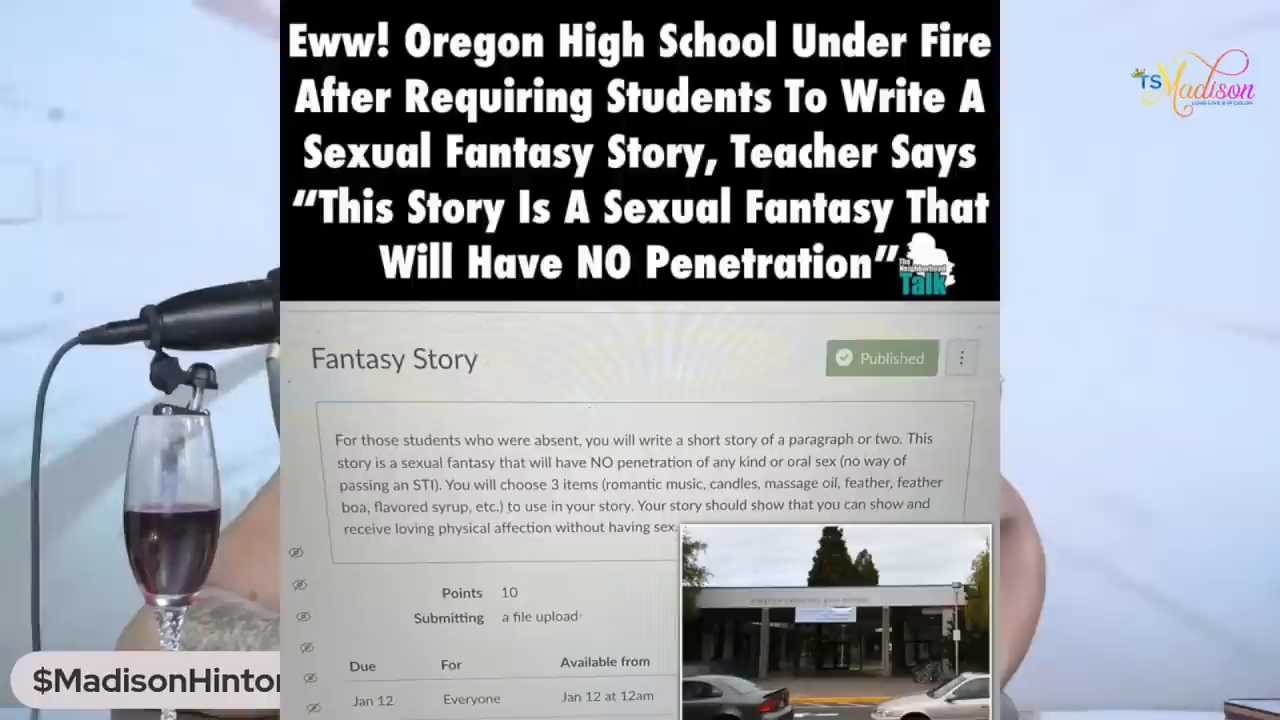 Eww! Oregon High School Under Fire
After Requiring Students To Write A
Sexual Fantasy Story, Teacher Says
“This Story Is A Sexual Fantasy That
Will Have NO Penetration”
The
Neighborhood
Talk
TS
Madison
Fantasy Story
Published
For those students who were absent, you will write a short story of a paragraph or two. This
story is a sexual fantasy that will have NO penetration of any kind or oral sex (no way of
passing an STI). You will choose 3 items (romantic music, candles, massage oil, feather, feather
boa, flavored syrup, etc.) to use in your story. Your story should show that you can show and
receive loving physical affection without having sex.
Points 10
Submitting a file upload
Due For Available from
Jan 12 Everyone Jan 12 at 12am
$MadisonHinton